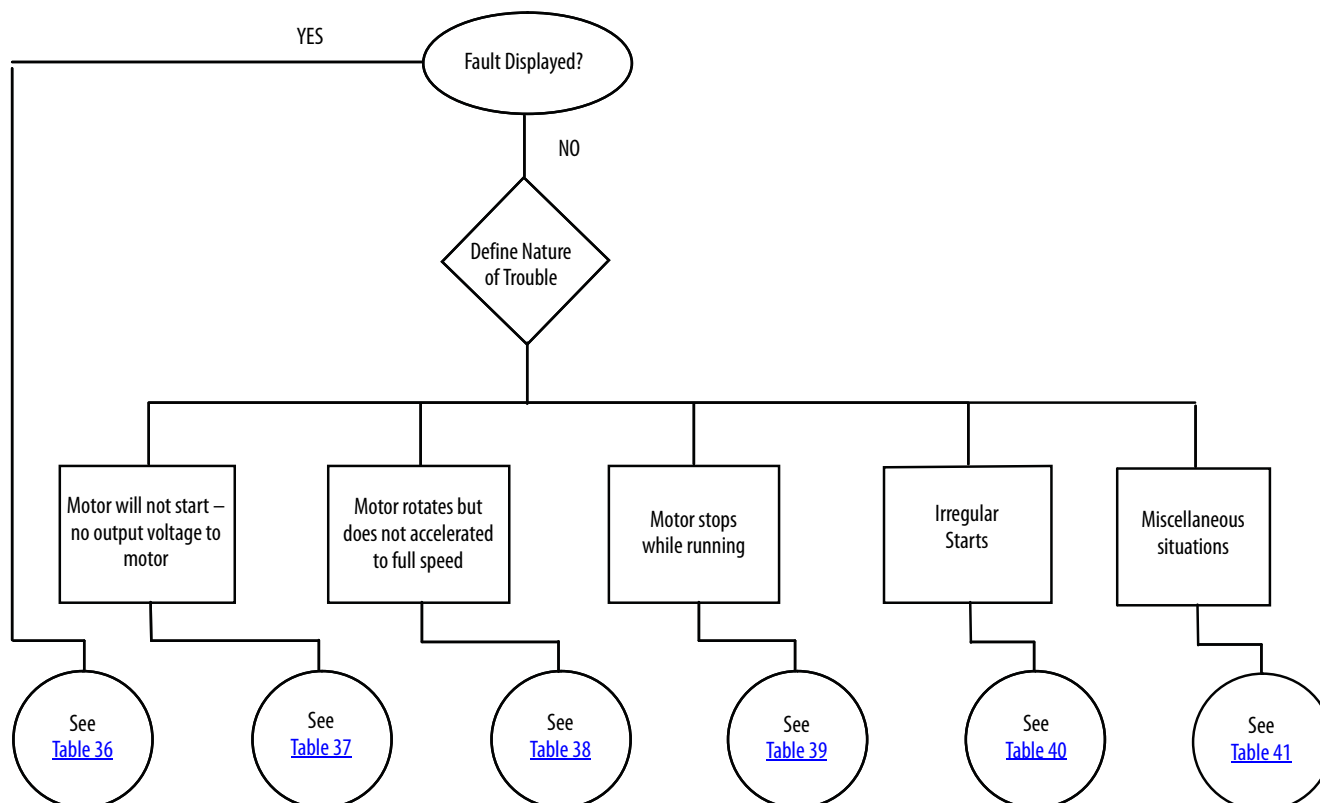 YES
Fault Displayed?
NO
Define Nature
of Trouble
Motor will not start –
no output voltage to
motor
Motor rotates but
does not accelerated
to full speed
Motor stops
while running
Irregular
Starts
Miscellaneous
situations
See
Table 36
See
Table 37
See
Table 38
See
Table 39
See
Table 40
See
Table 41